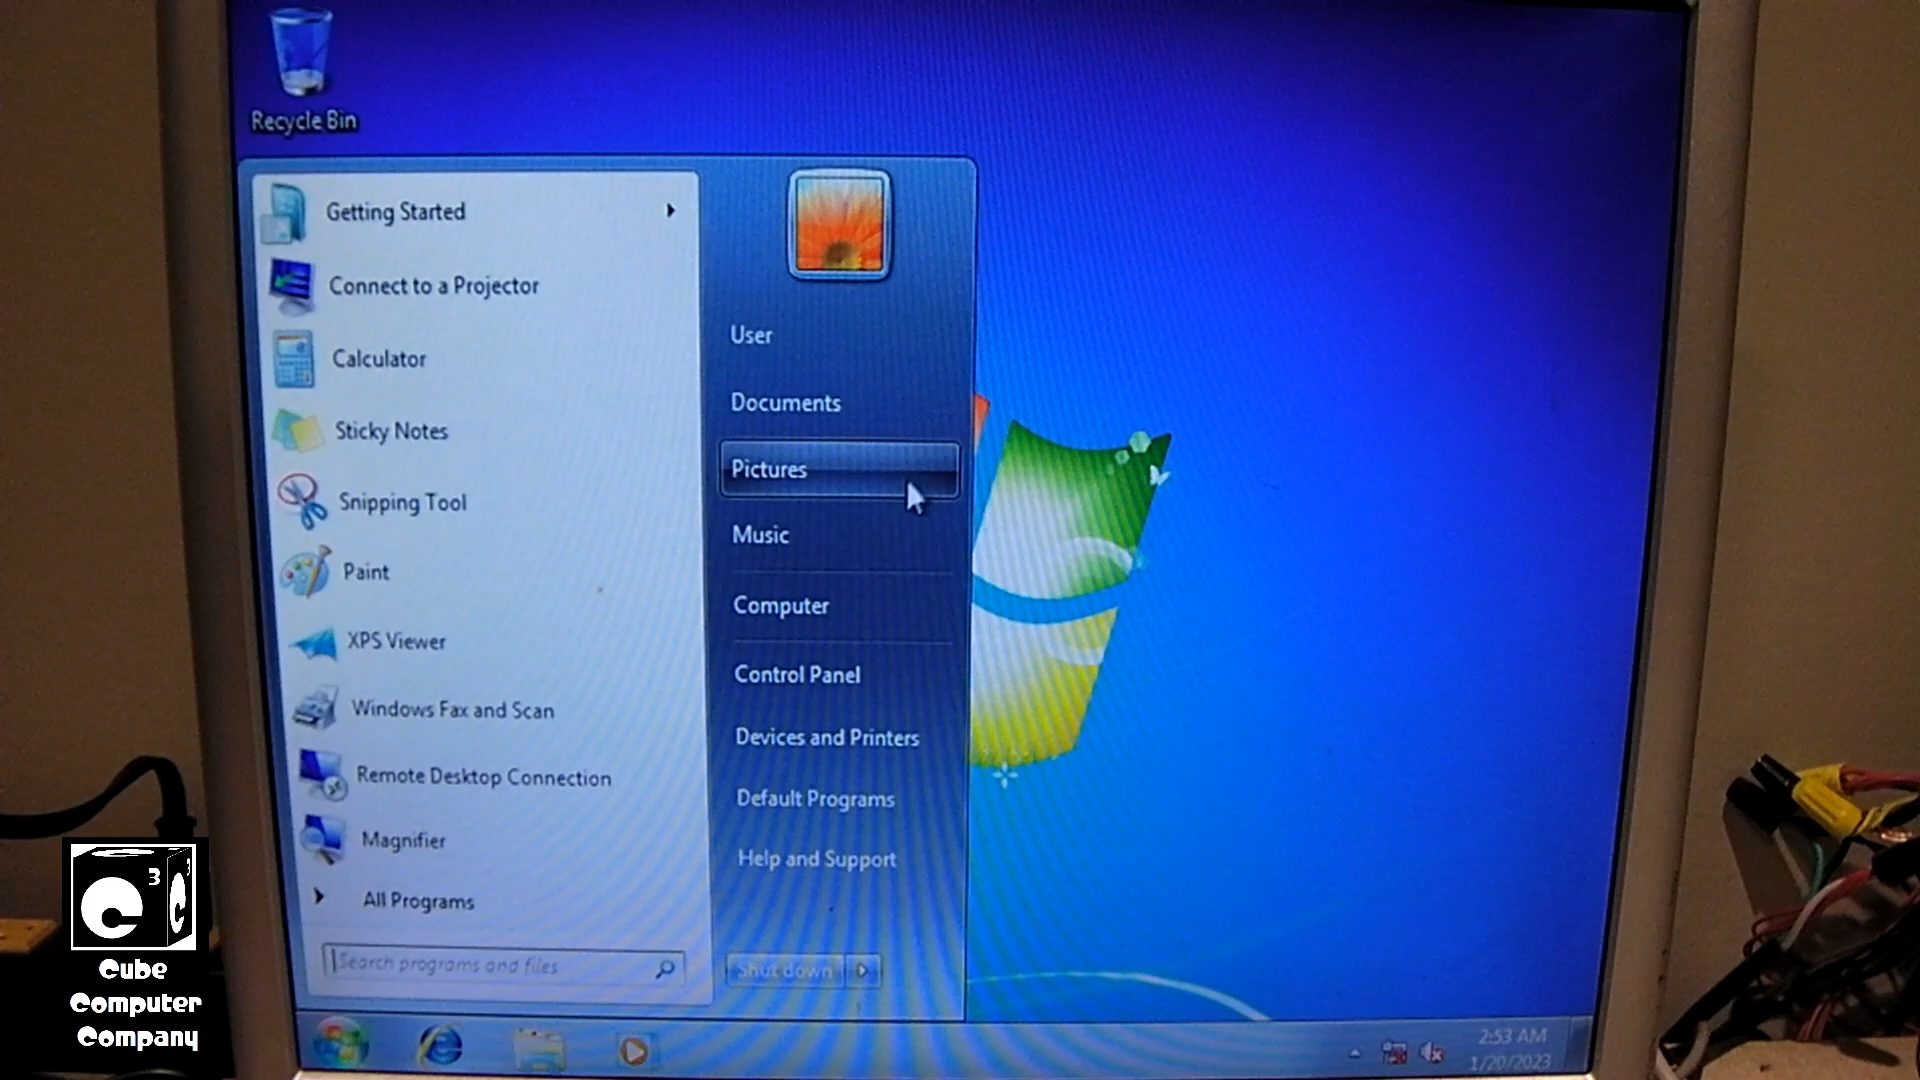 Recycle Bin
Getting Started
Connect to a Projector
Calculator
Sticky Notes
Snipping Tool
Paint
XPS Viewer
Windows Fax and Scan
Remote Desktop Connection
Magnifier
All Programs
Search programs and files
User
Documents
Pictures
Music
Computer
Control Panel
Devices and Printers
Default Programs
Help and Support
Shut down
2:53 AM
1/20/2023
C3
C3
Cube
Computer
Company